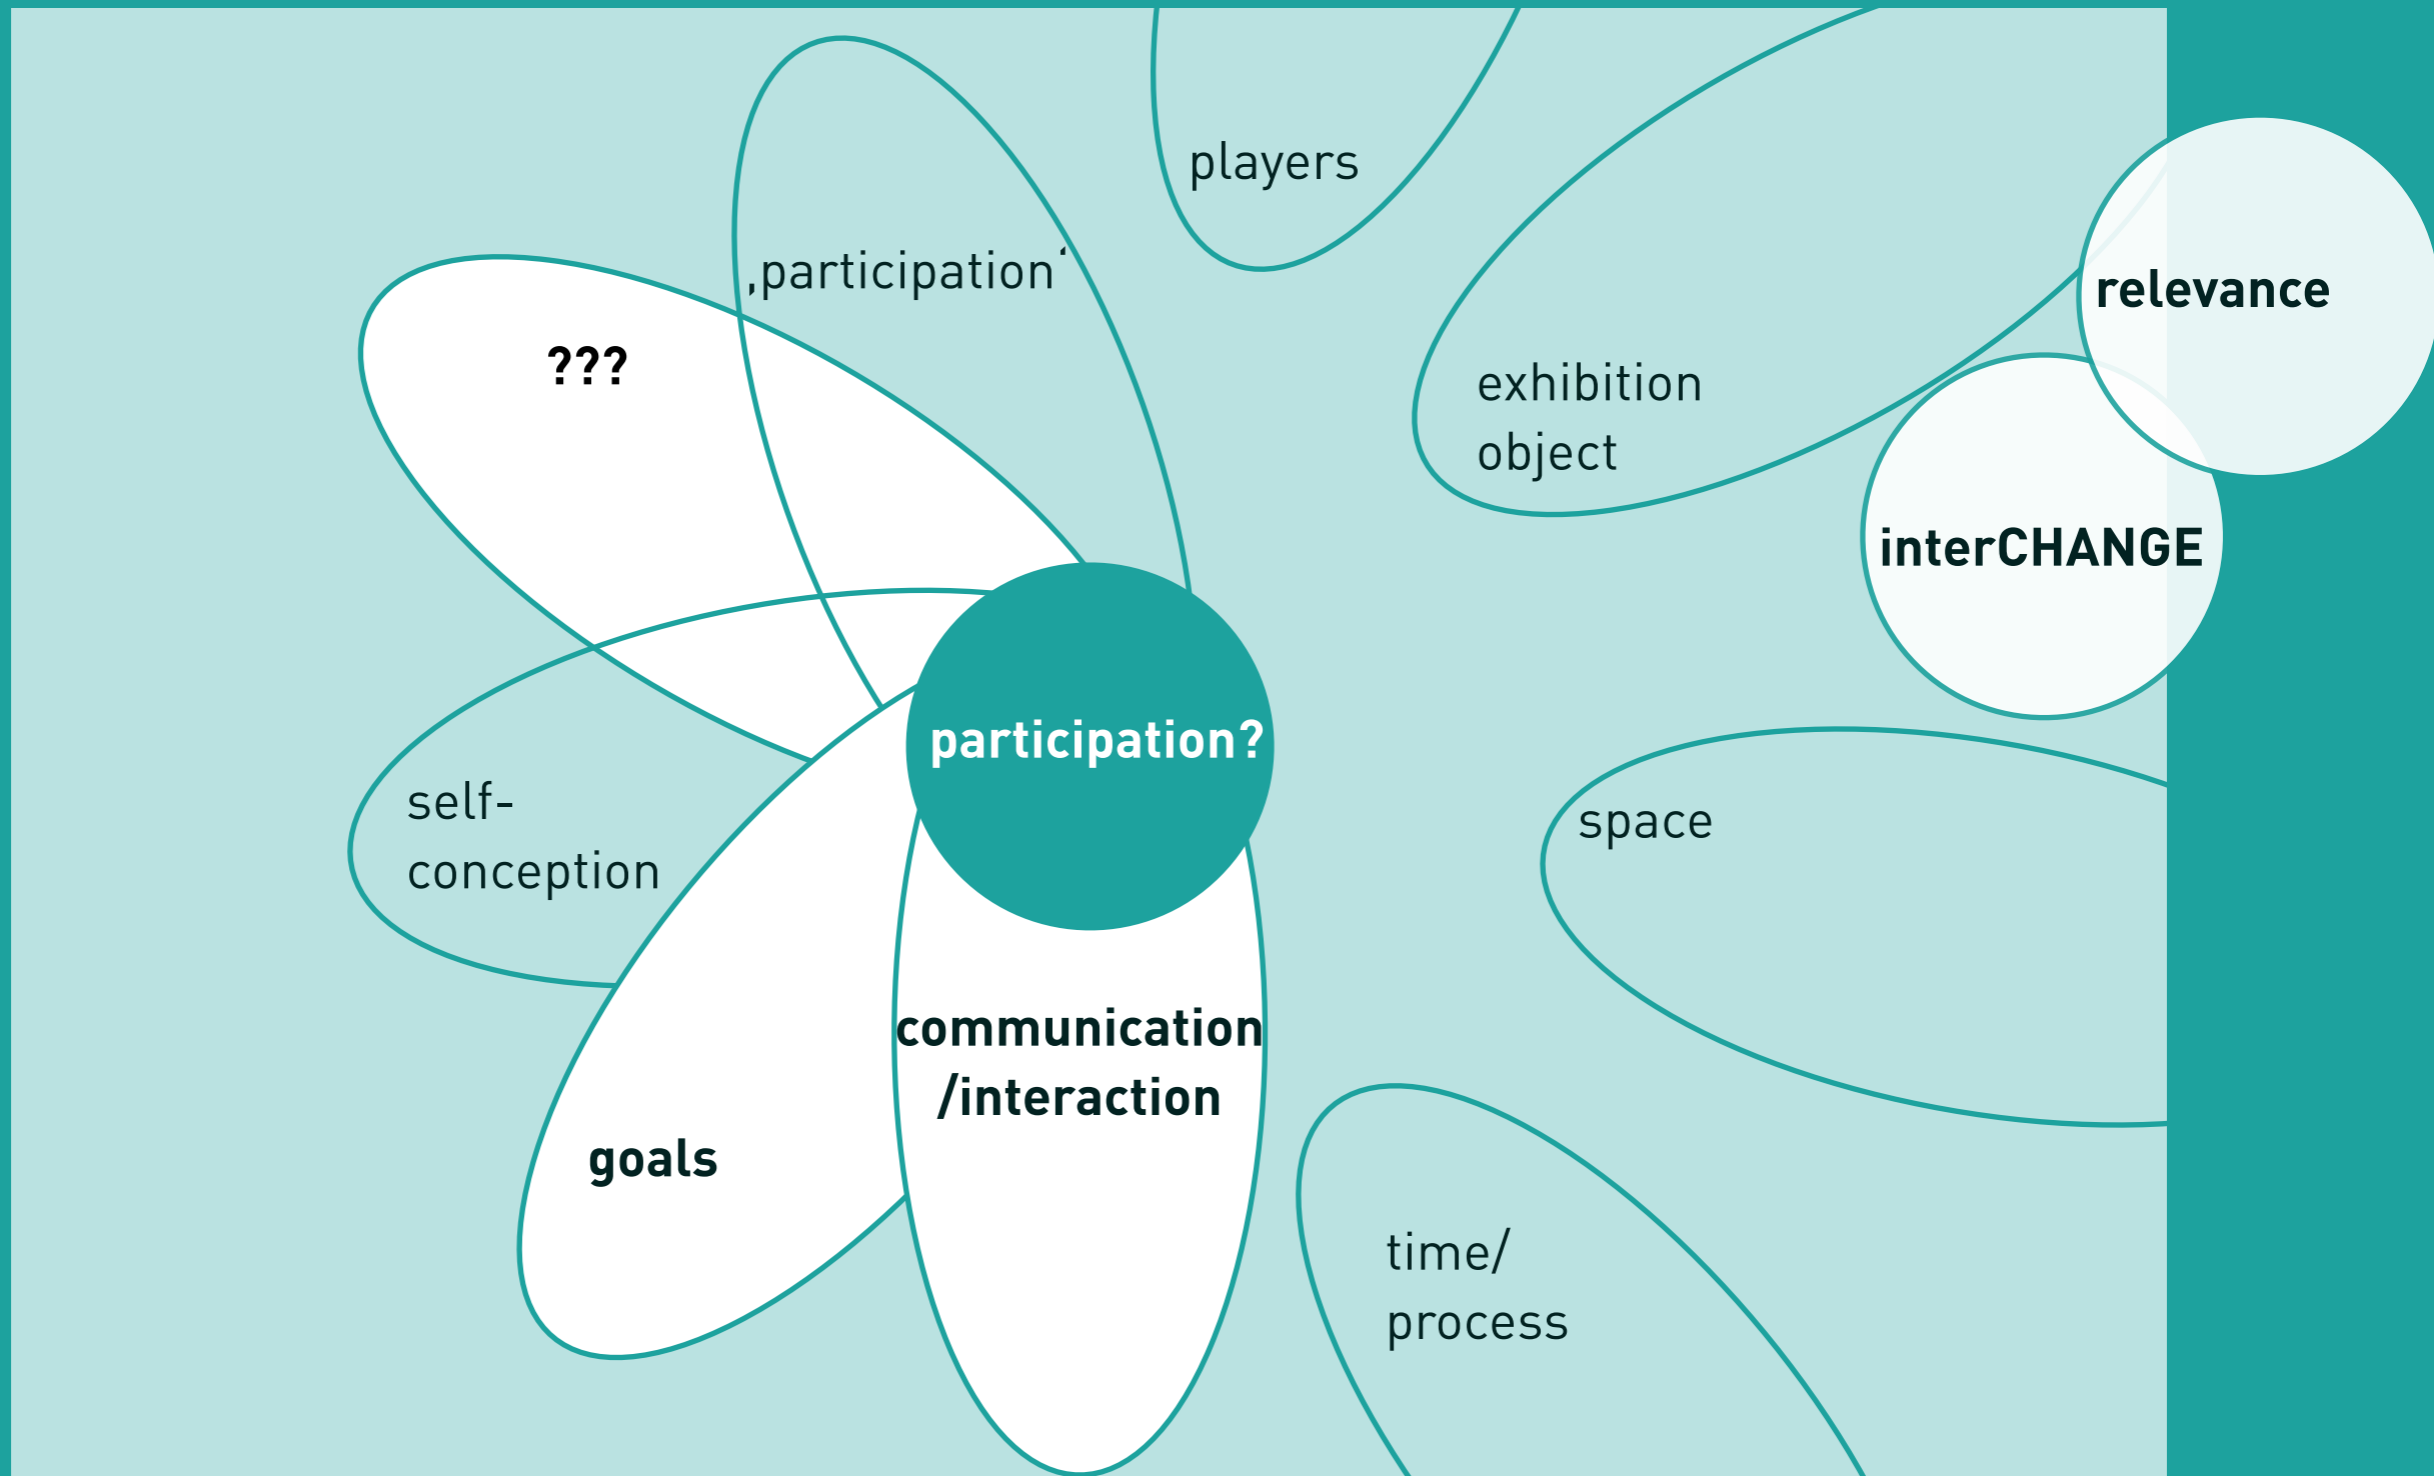 players
‚participation‘
relevance
???
exhibition
object
interCHANGE
participation?
self-
conception
space
communication
/interaction
goals
time/
process